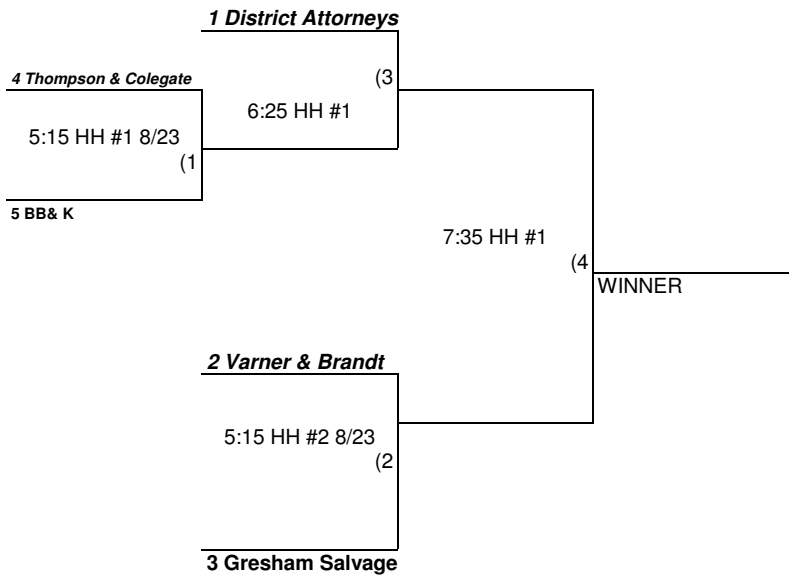 1 District Attorneys
4 Thompson & Colegate
(3
6:25 HH #1
5:15 HH #1 8/23
(1
5 BB& K
7:35 HH #1
(4
WINNER
2 Varner & Brandt
5:15 HH #2 8/23
(2
3 Gresham Salvage